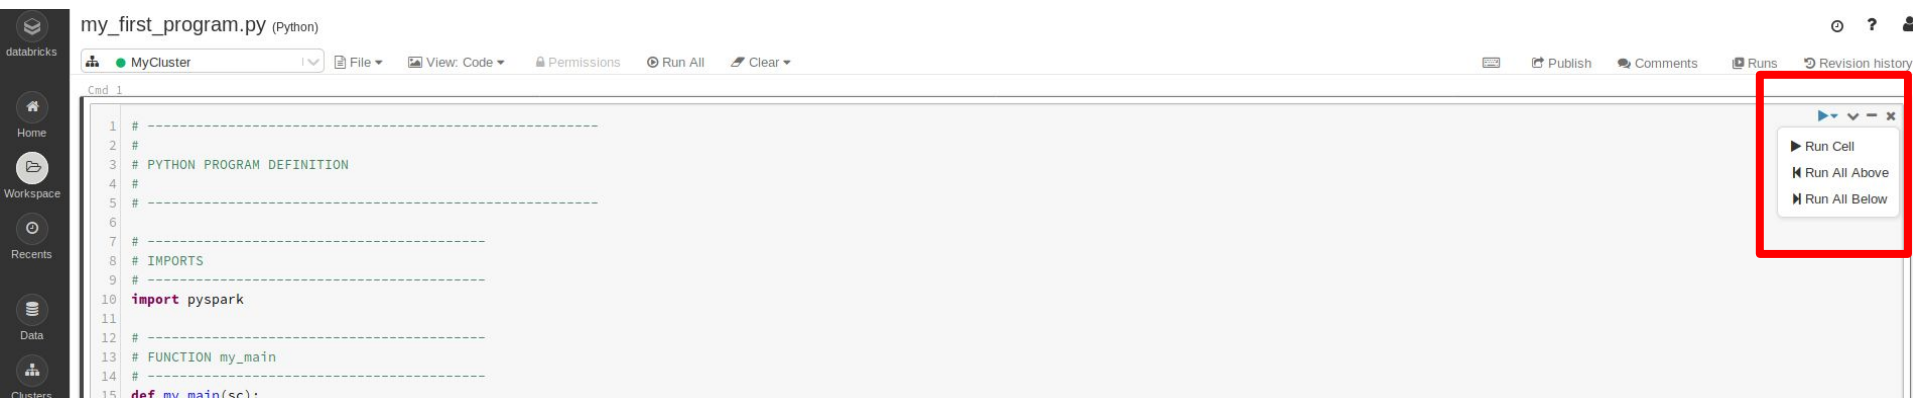 my_first_program.py (Python)
databricks
MyCluster File View: Code Permissions Run All Clear Publish Comments Runs Revision history
Cmd 1
Home
Workspace
Recents
Data
Clusters
1 # --------------------------------------------------------
2 #
3 # PYTHON PROGRAM DEFINITION
4 #
5 # --------------------------------------------------------
6
7 # ------------------------------------------
8 # IMPORTS
9 # ------------------------------------------
10 import pyspark
11
12 # ------------------------------------------
13 # FUNCTION my_main
14 # ------------------------------------------
15 def my_main(sc):
Run Cell
Run All Above
Run All Below